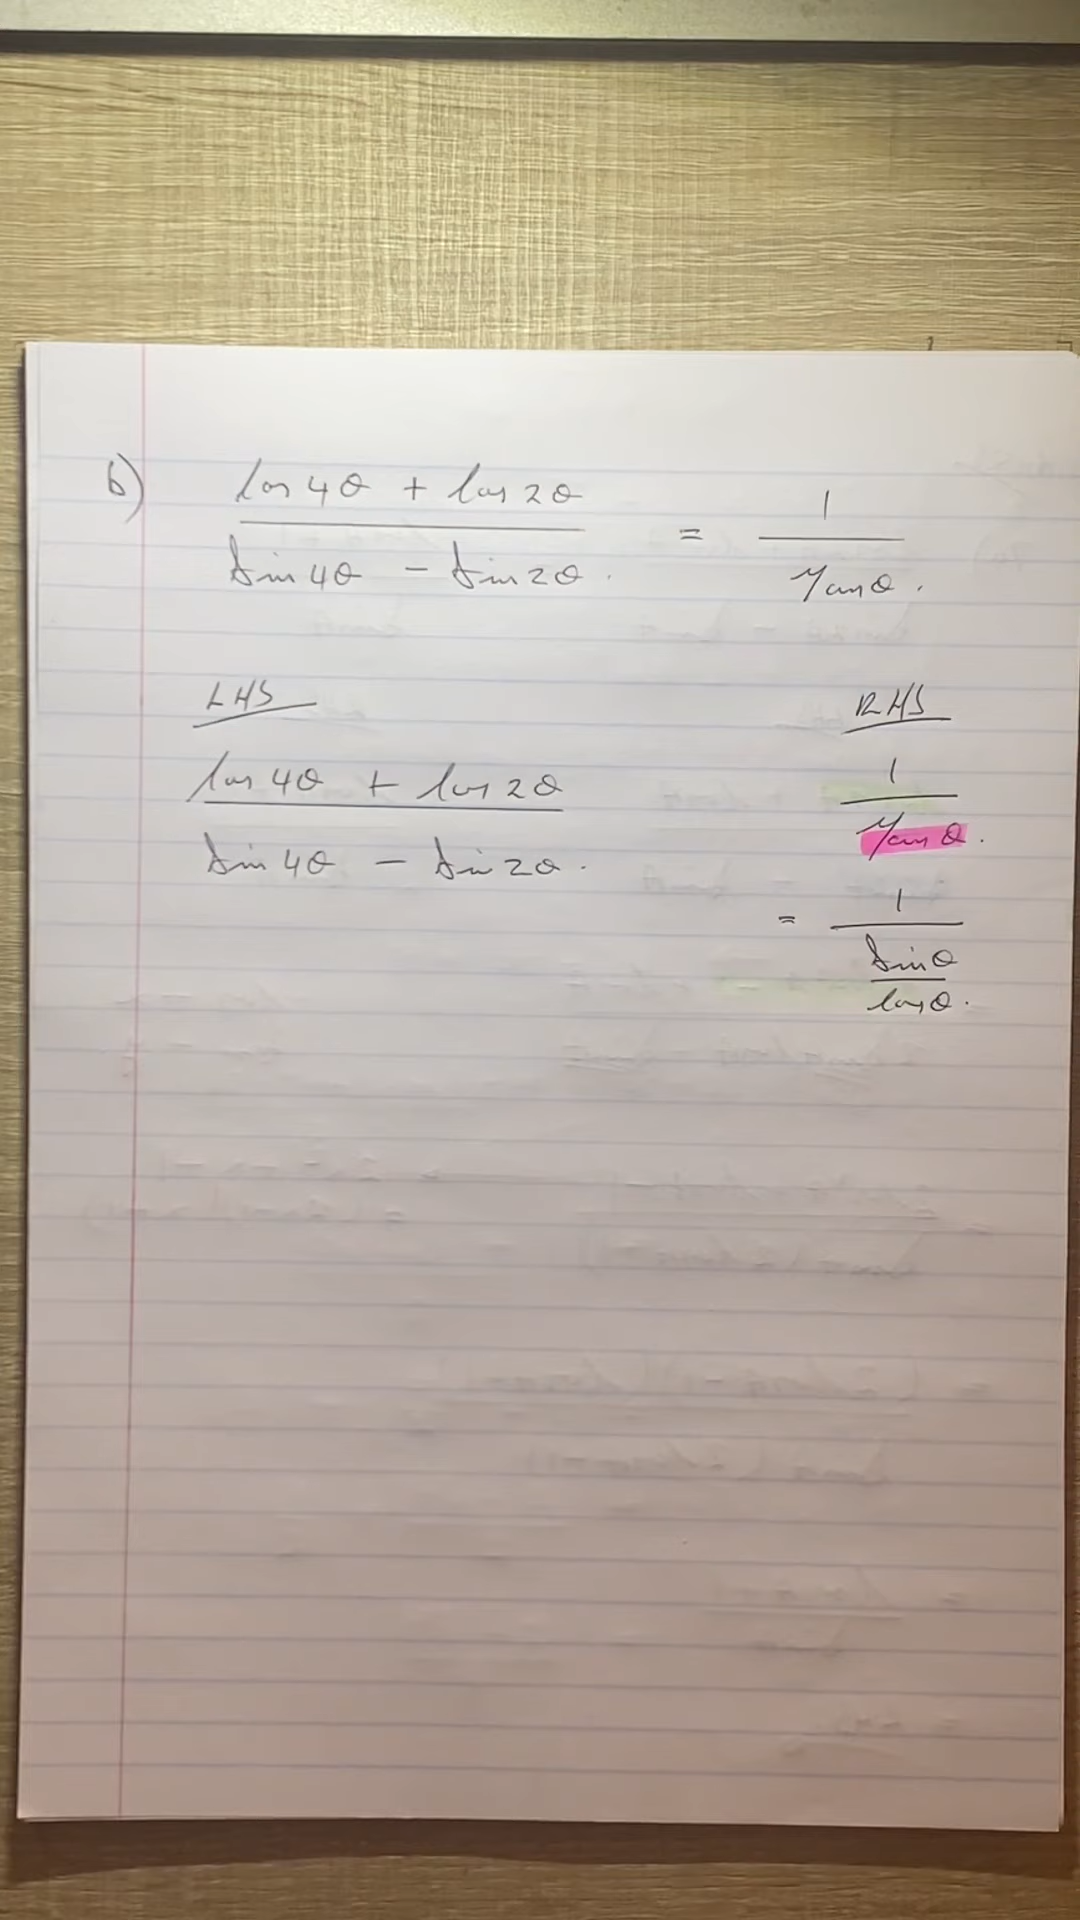 b) cos 4θ + cos 2θ / sin 4θ - sin 2θ. = 1 / Tan θ.
LHS
RHS
cos 4θ + cos 2θ / sin 4θ - sin 2θ.
1 / Tan θ.
= 1 / sin θ / cos θ.